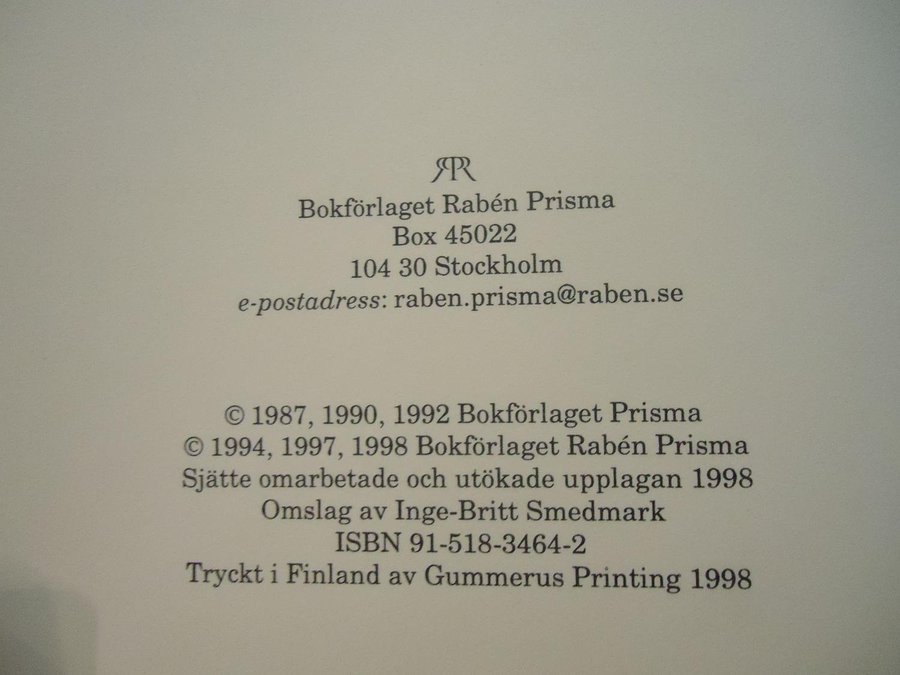 RPR
Bokförlaget Rabén Prisma
Box 45022
104 30 Stockholm
e-postadress: raben.prisma@raben.se
© 1987, 1990, 1992 Bokförlaget Prisma
© 1994, 1997, 1998 Bokförlaget Rabén Prisma
Sjätte omarbetade och utökade upplagan 1998
Omslag av Inge-Britt Smedmark
ISBN 91-518-3464-2
Tryckt i Finland av Gummerus Printing 1998